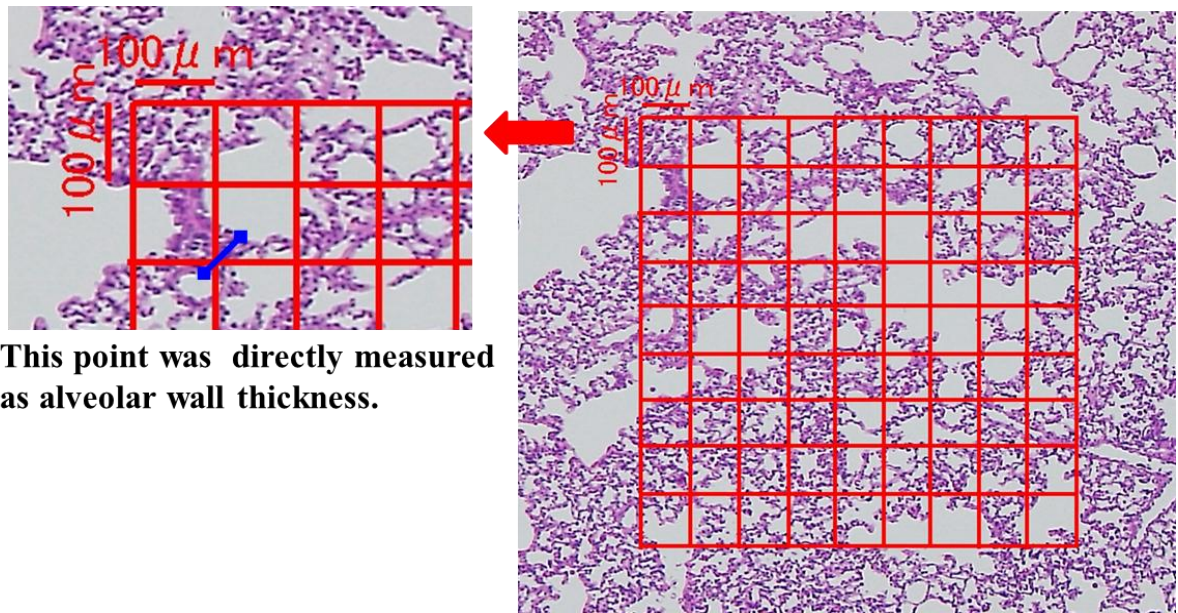 100 μ m
100 μ m
100 μ m
100 μ m
This point was directly measured
as alveolar wall thickness.